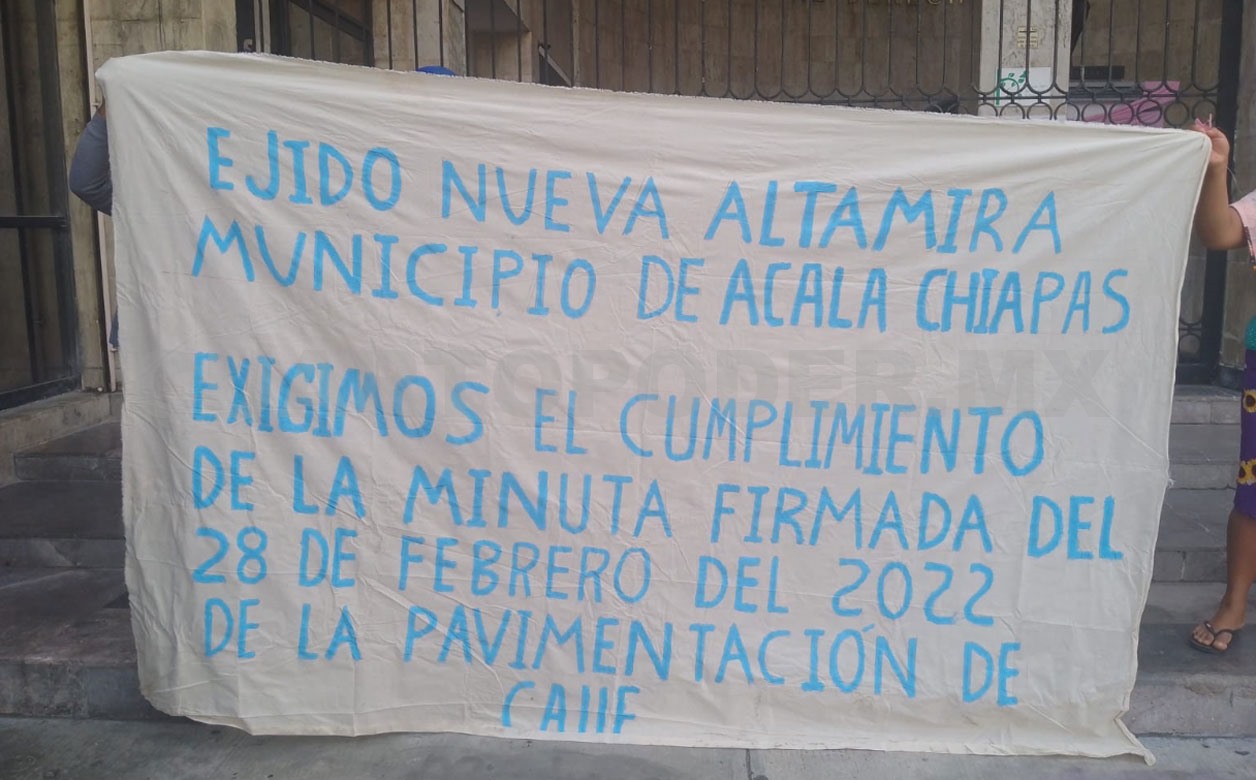 EJIDO NUEVA ALTAMIRA
MUNICIPIO DE ACALA CHIAPAS
EXIGIMOS EL CUMPLIMIENTO
DE LA MINUTA FIRMADA DEL
28 DE FEBRERO DEL 2022
DE LA PAVIMENTACIÓN DE